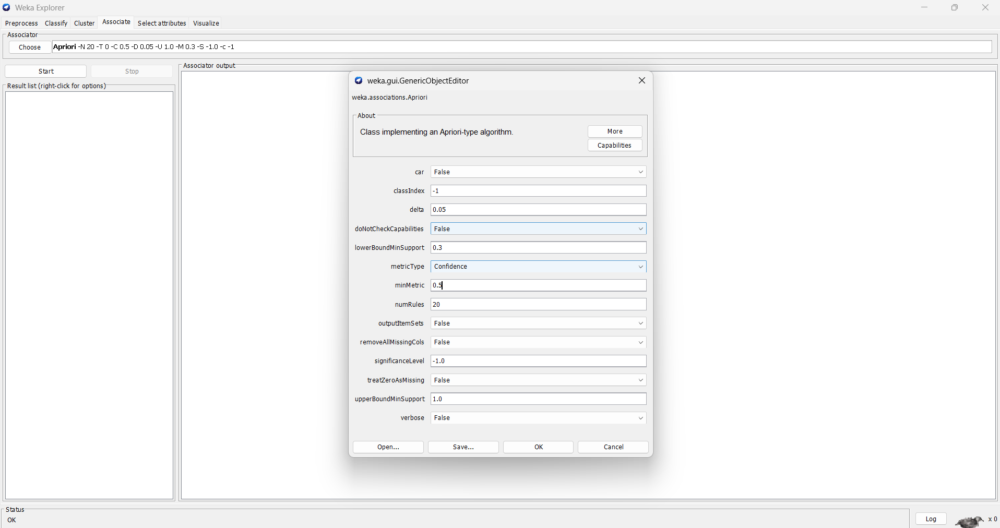 Weka Explorer
Preprocess Classify Cluster Associate Select attributes Visualize
Associator
Choose Apriori -N 20 -T 0 -C 0.5 -D 0.05 -U 1.0 -M 0.3 -S -1.0 -c -1
Start Stop
Result list (right-click for options)
Associator output
weka.gui.GenericObjectEditor
weka.associations.Apriori
About
Class implementing an Apriori-type algorithm.
More
Capabilities
car False
classIndex -1
delta 0.05
doNotCheckCapabilities False
lowerBoundMinSupport 0.3
metricType Confidence
minMetric 0.5
numRules 20
outputItemSets False
removeAllMissingCols False
significanceLevel -1.0
treatZeroAsMissing False
upperBoundMinSupport 1.0
verbose False
Open... Save... OK Cancel
Status
OK
Log x 0